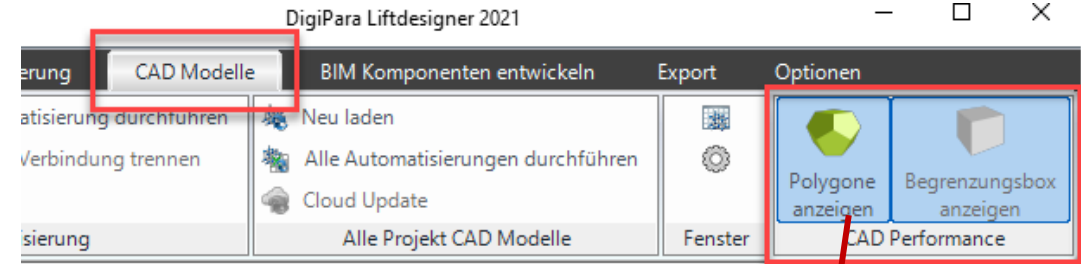 DigiPara Liftdesigner 2021
erung CAD Modelle BIM Komponenten entwickeln Export Optionen
atisierung durchführen Neu laden
Verbindung trennen Alle Automatisierungen durchführen
Polygone anzeigen Begrenzungsbox anzeigen
Cloud Update
sierung Alle Projekt CAD Modelle Fenster CAD Performance